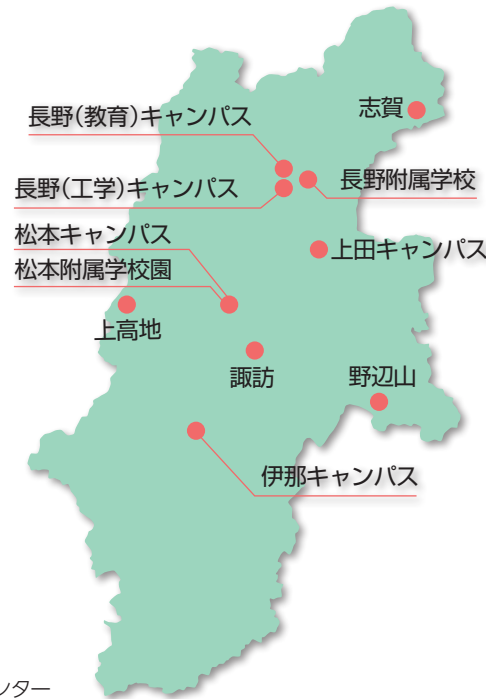 志賀
長野(教育)キャンパス
長野(工学)キャンパス
長野附属学校
松本キャンパス
松本附属学校園
上田キャンパス
上高地
諏訪
野辺山
伊那キャンパス
ンター